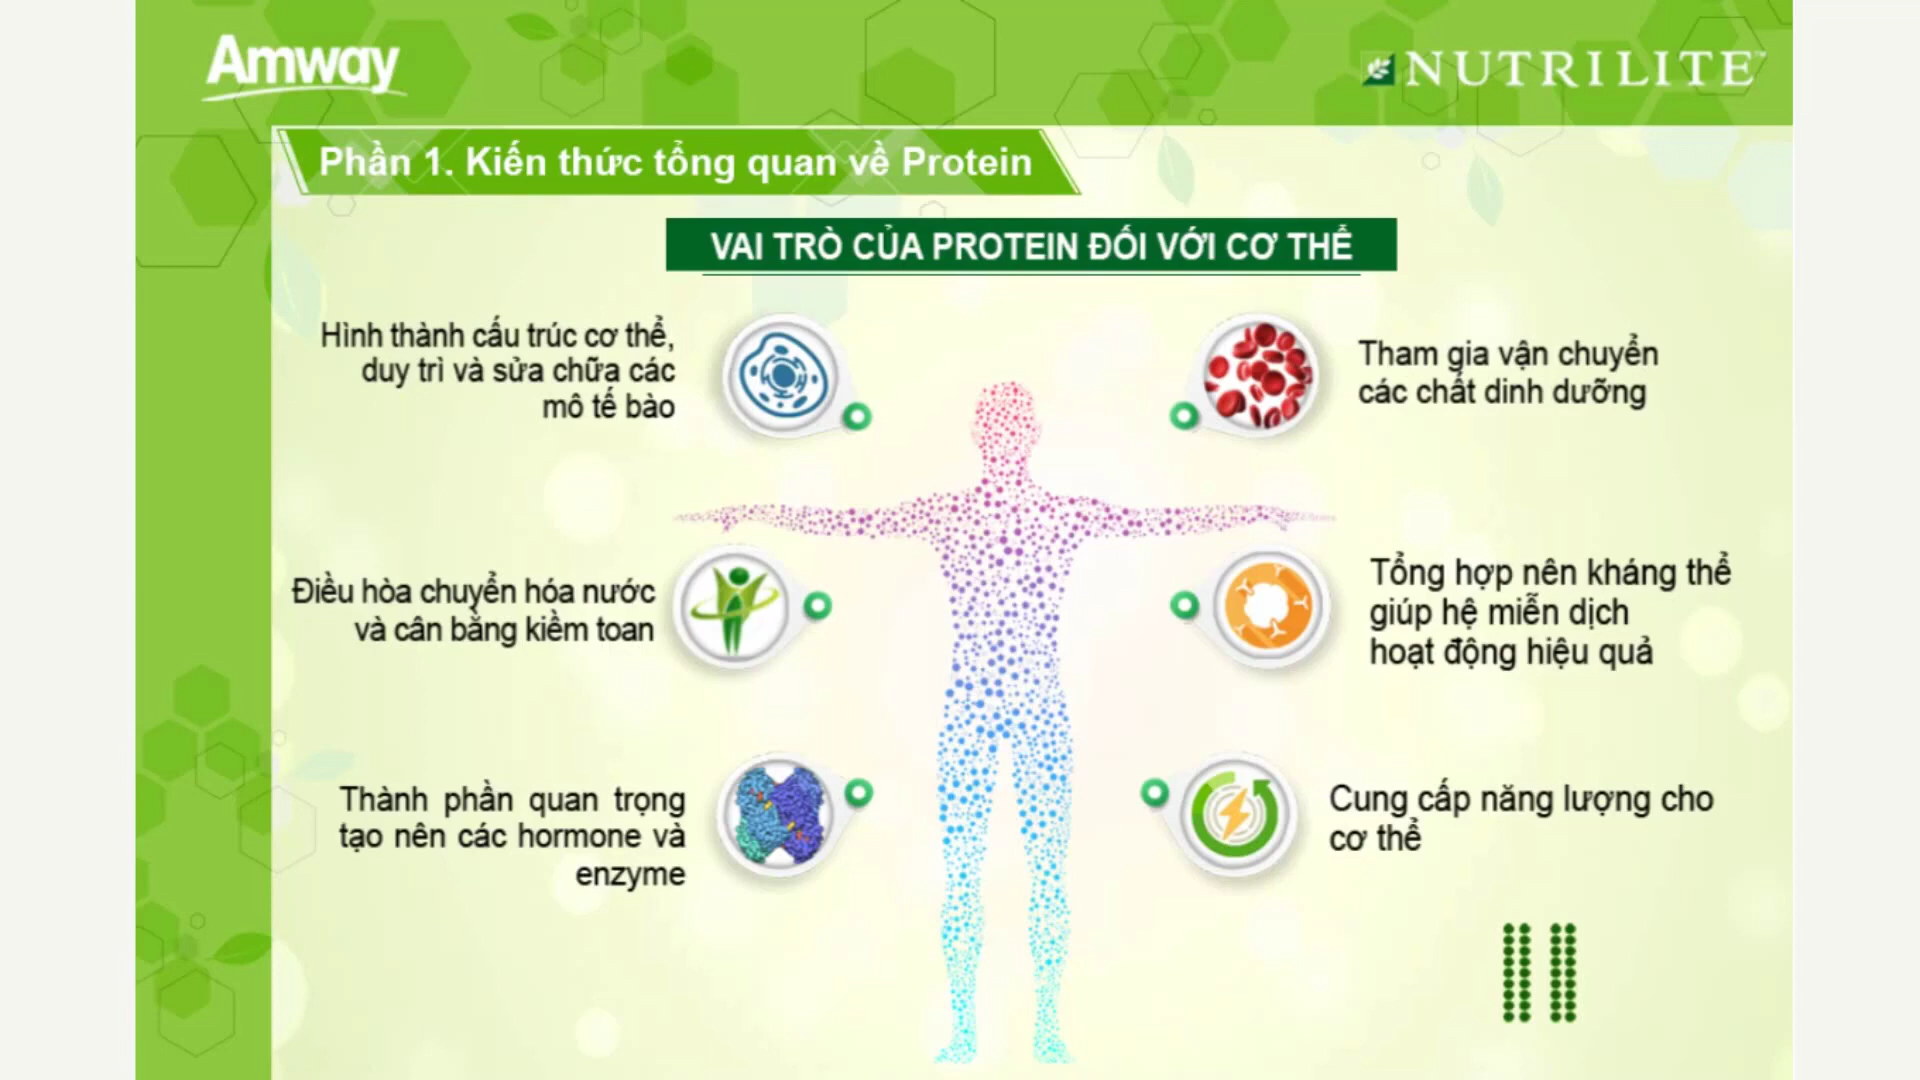 Amway
NUTRILITE™
Phần 1. Kiến thức tổng quan về Protein
VAI TRÒ CỦA PROTEIN ĐỐI VỚI CƠ THỂ
Hình thành cấu trúc cơ thể,
duy trì và sửa chữa các
mô tế bào
Tham gia vận chuyển
các chất dinh dưỡng
Điều hòa chuyển hóa nước
và cân bằng kiềm toan
Tổng hợp nên kháng thể
giúp hệ miễn dịch
hoạt động hiệu quả
Thành phần quan trọng
tạo nên các hormone và
enzyme
Cung cấp năng lượng cho
cơ thể